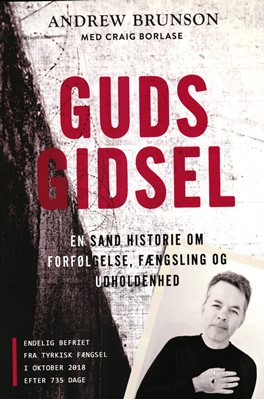 ANDREW BRUNSON
MED CRAIG BORLASE
GUDS
GIDSEL
EN SAND HISTORIE OM
FORFØLGELSE, FÆNGSLING OG
UDHOLDENHED
ENDELIG BEFRIET
FRA TYRKISK FÆNGSEL
I OKTOBER 2018
EFTER 735 DAGE